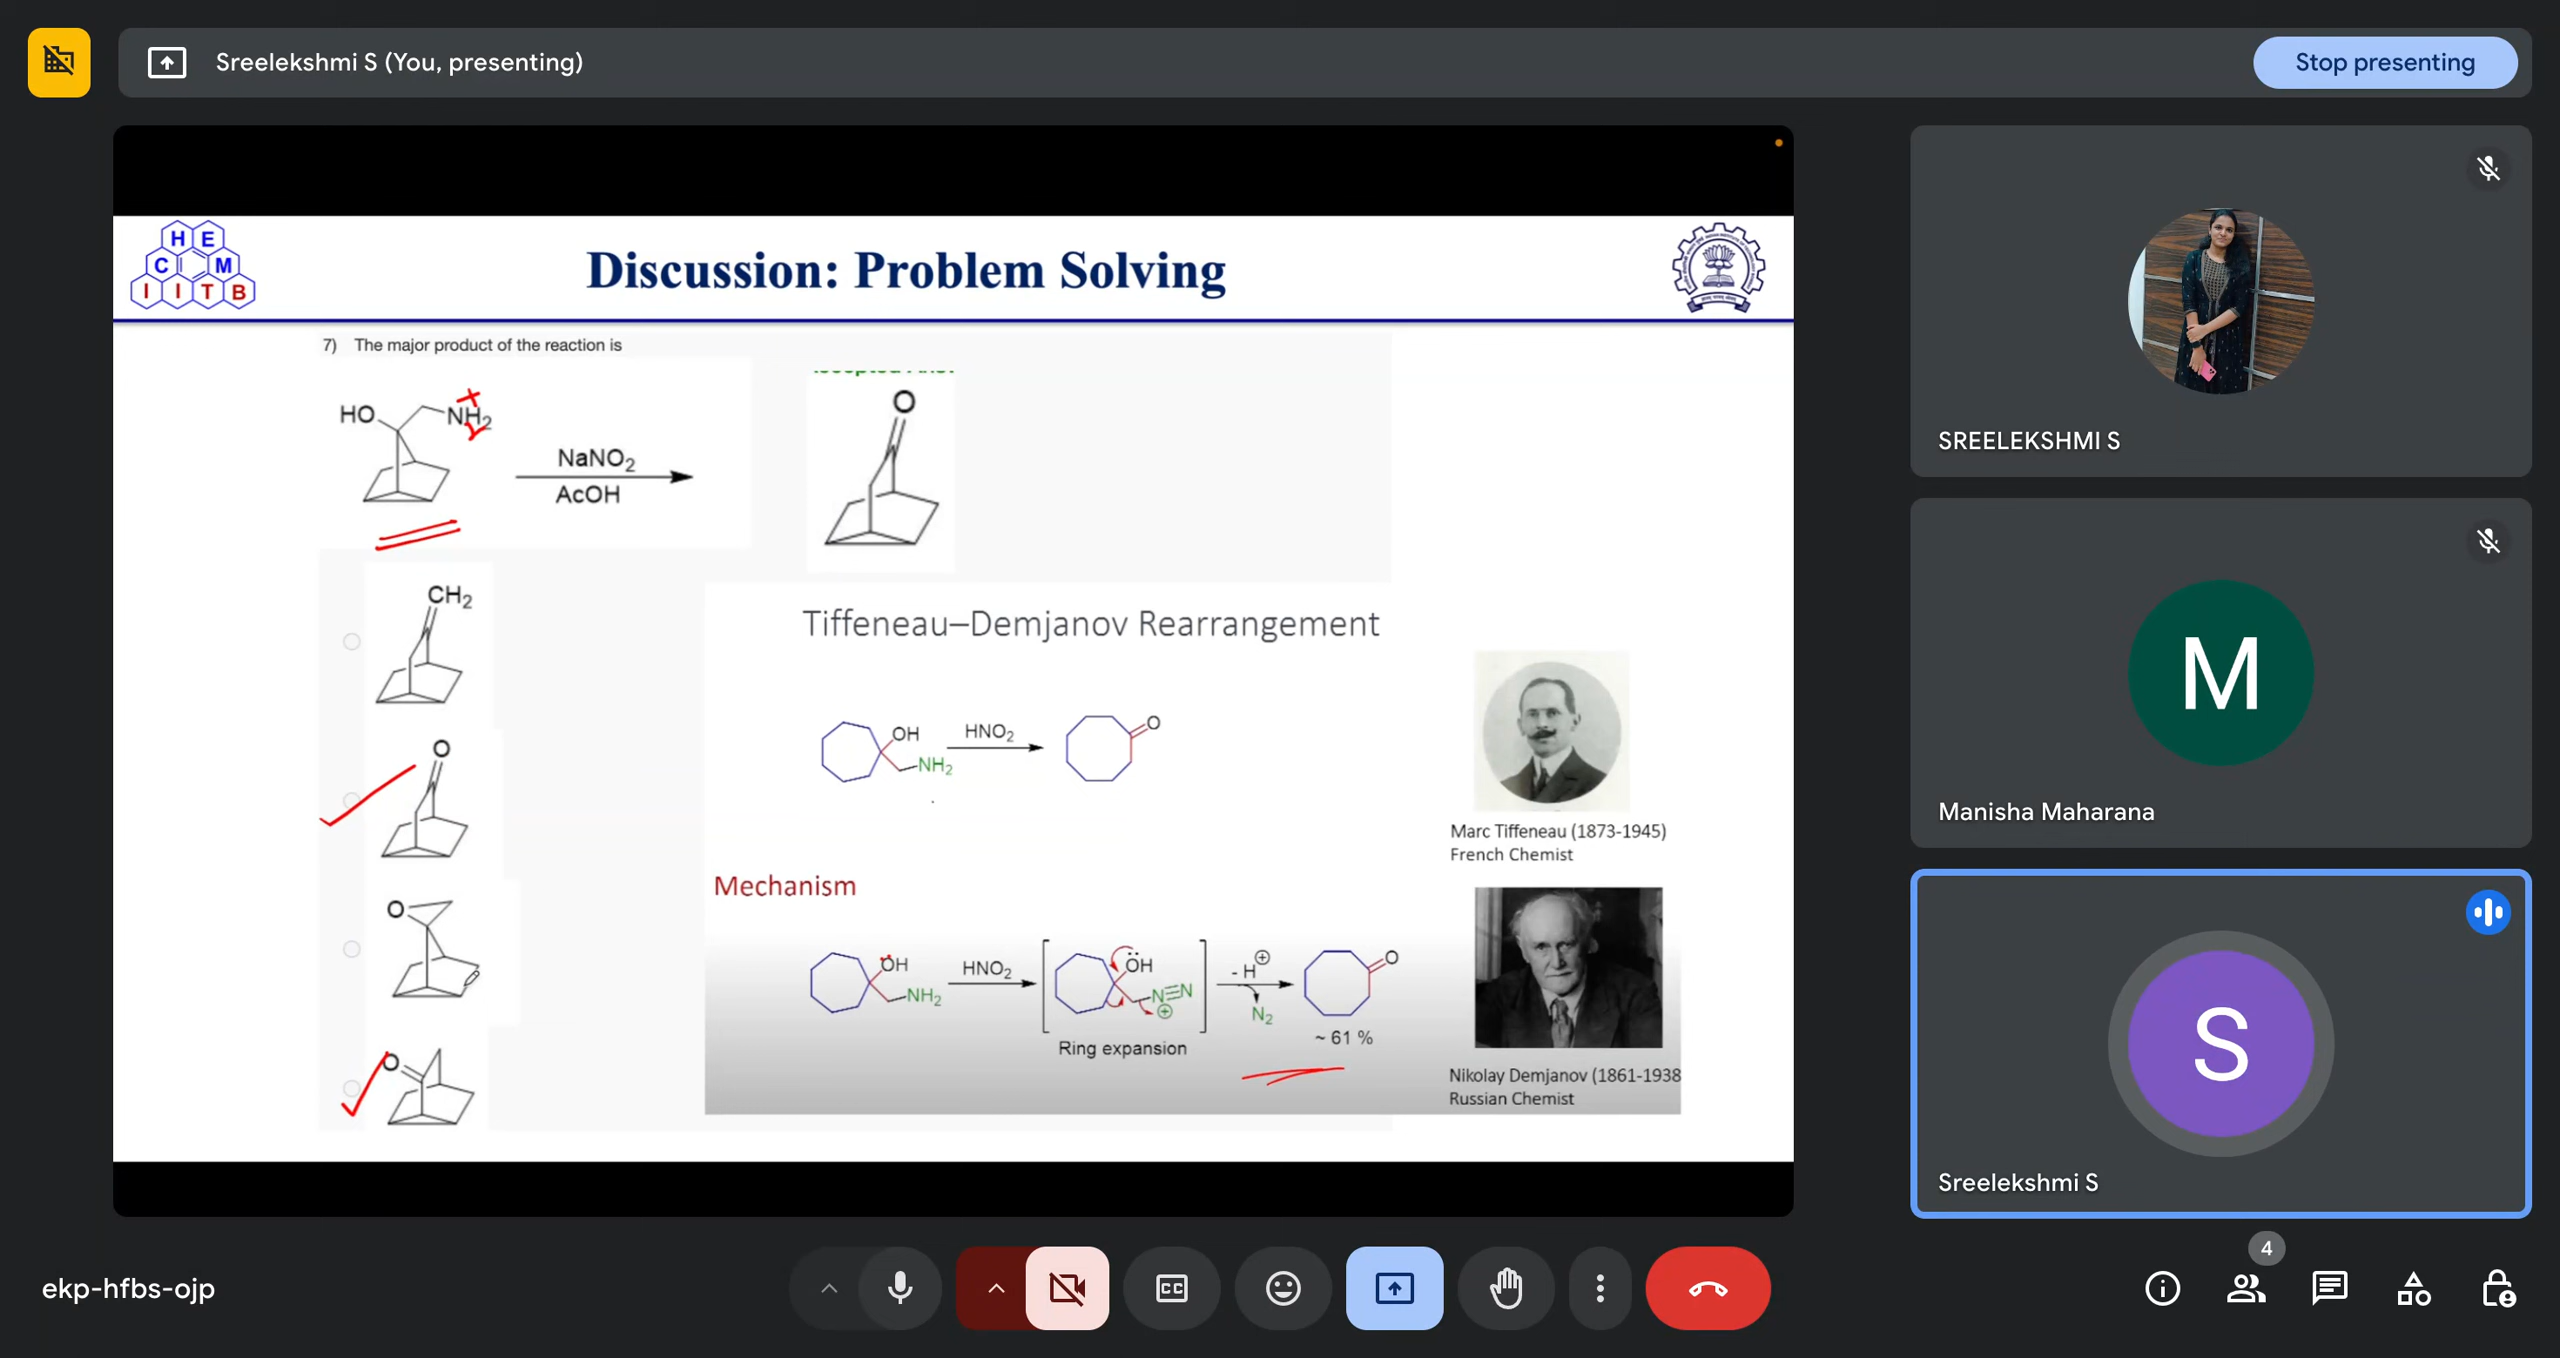 Sreelekshmi S (You, presenting)
Stop presenting
H E
C M
I I T B
Discussion: Problem Solving
7) The major product of the reaction is
HO
NH2
NaNO2
AcOH
O
CH2
O
O
O
Tiffeneau–Demjanov Rearrangement
OH
NH2
HNO2
O
Marc Tiffeneau (1873-1945)
French Chemist
Mechanism
OH
NH2
HNO2
OH
N≡N
⊕
Ring expansion
- H⊕
N2
O
~ 61 %
Nikolay Demjanov (1861-1938
Russian Chemist
SREELEKSHMI S
M
Manisha Maharana
S
Sreelekshmi S
ekp-hfbs-ojp
CC
4